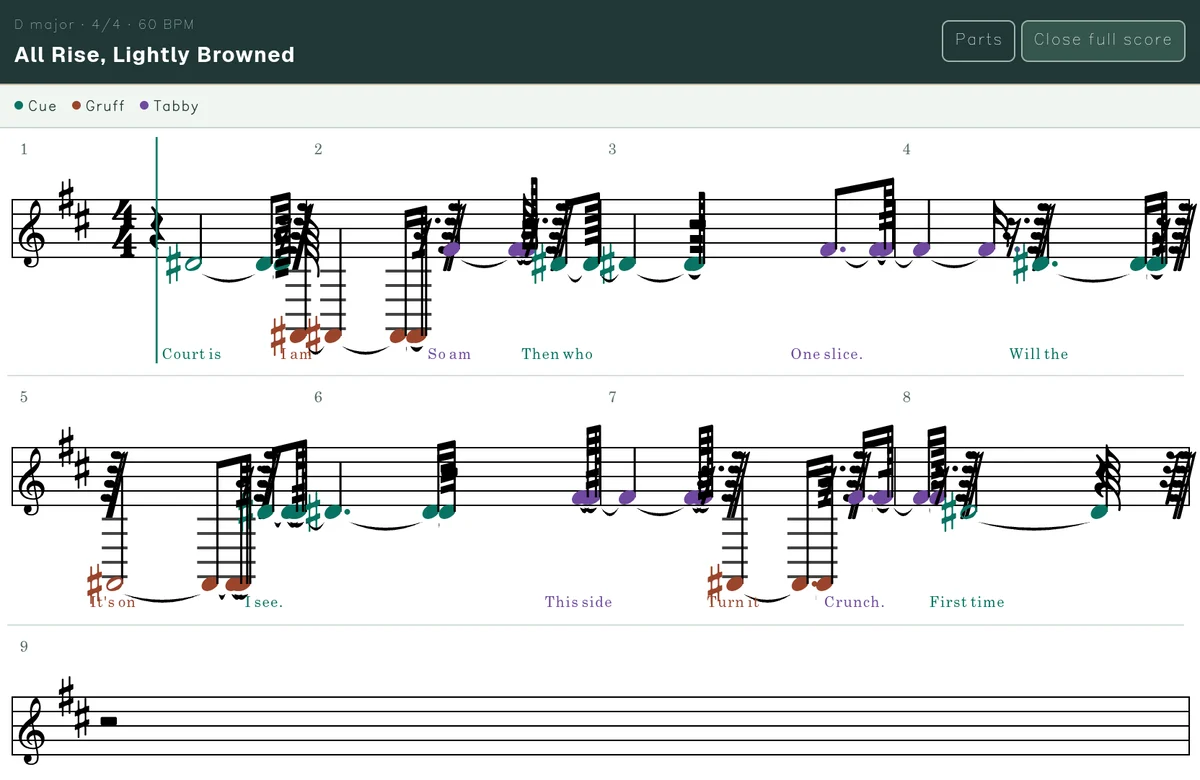 D major · 4/4 · 60 BPM
All Rise, Lightly Browned
Parts
Close full score
Cue Gruff Tabby
1 2 3 4
4
4
Court is I am So am Then who One slice. Will the
5 6 7 8
It's on I see. This side Turn it Crunch. First time
9